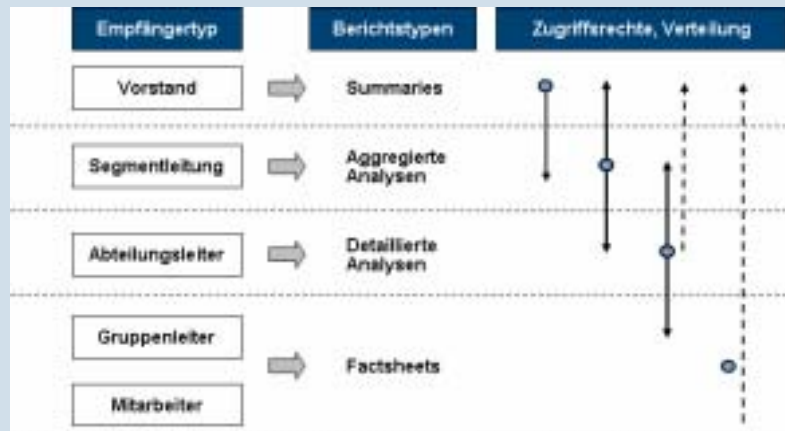 Empfängertyp
Berichtstypen
Zugriffsrechte, Verteilung
Vorstand
Summaries
Segmentleitung
Aggregierte
Analysen
Abteilungsleiter
Detaillierte
Analysen
Gruppenleiter
Factsheets
Mitarbeiter